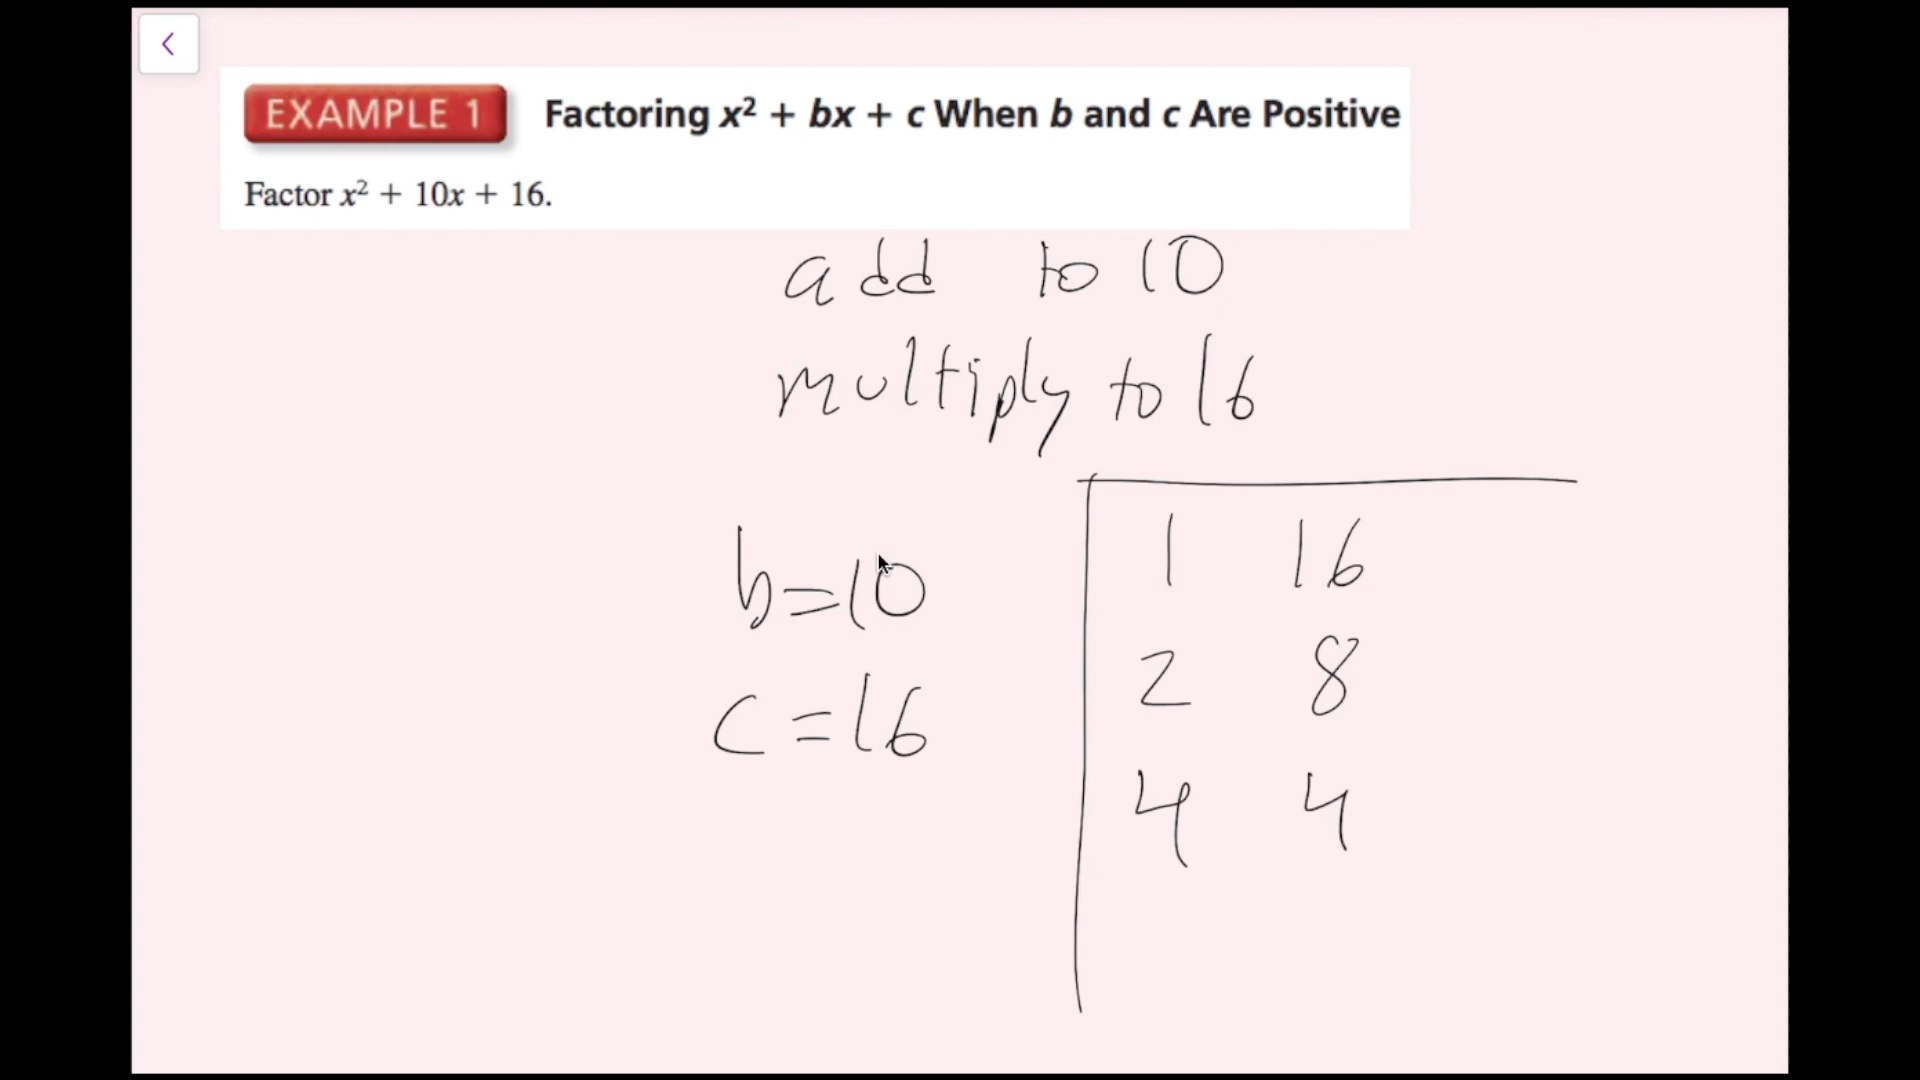 EXAMPLE 1 Factoring x² + bx + c When b and c Are Positive
Factor x² + 10x + 16.
add to 10
multiply to 16
b=10
c=16
1 16
2 8
4 4